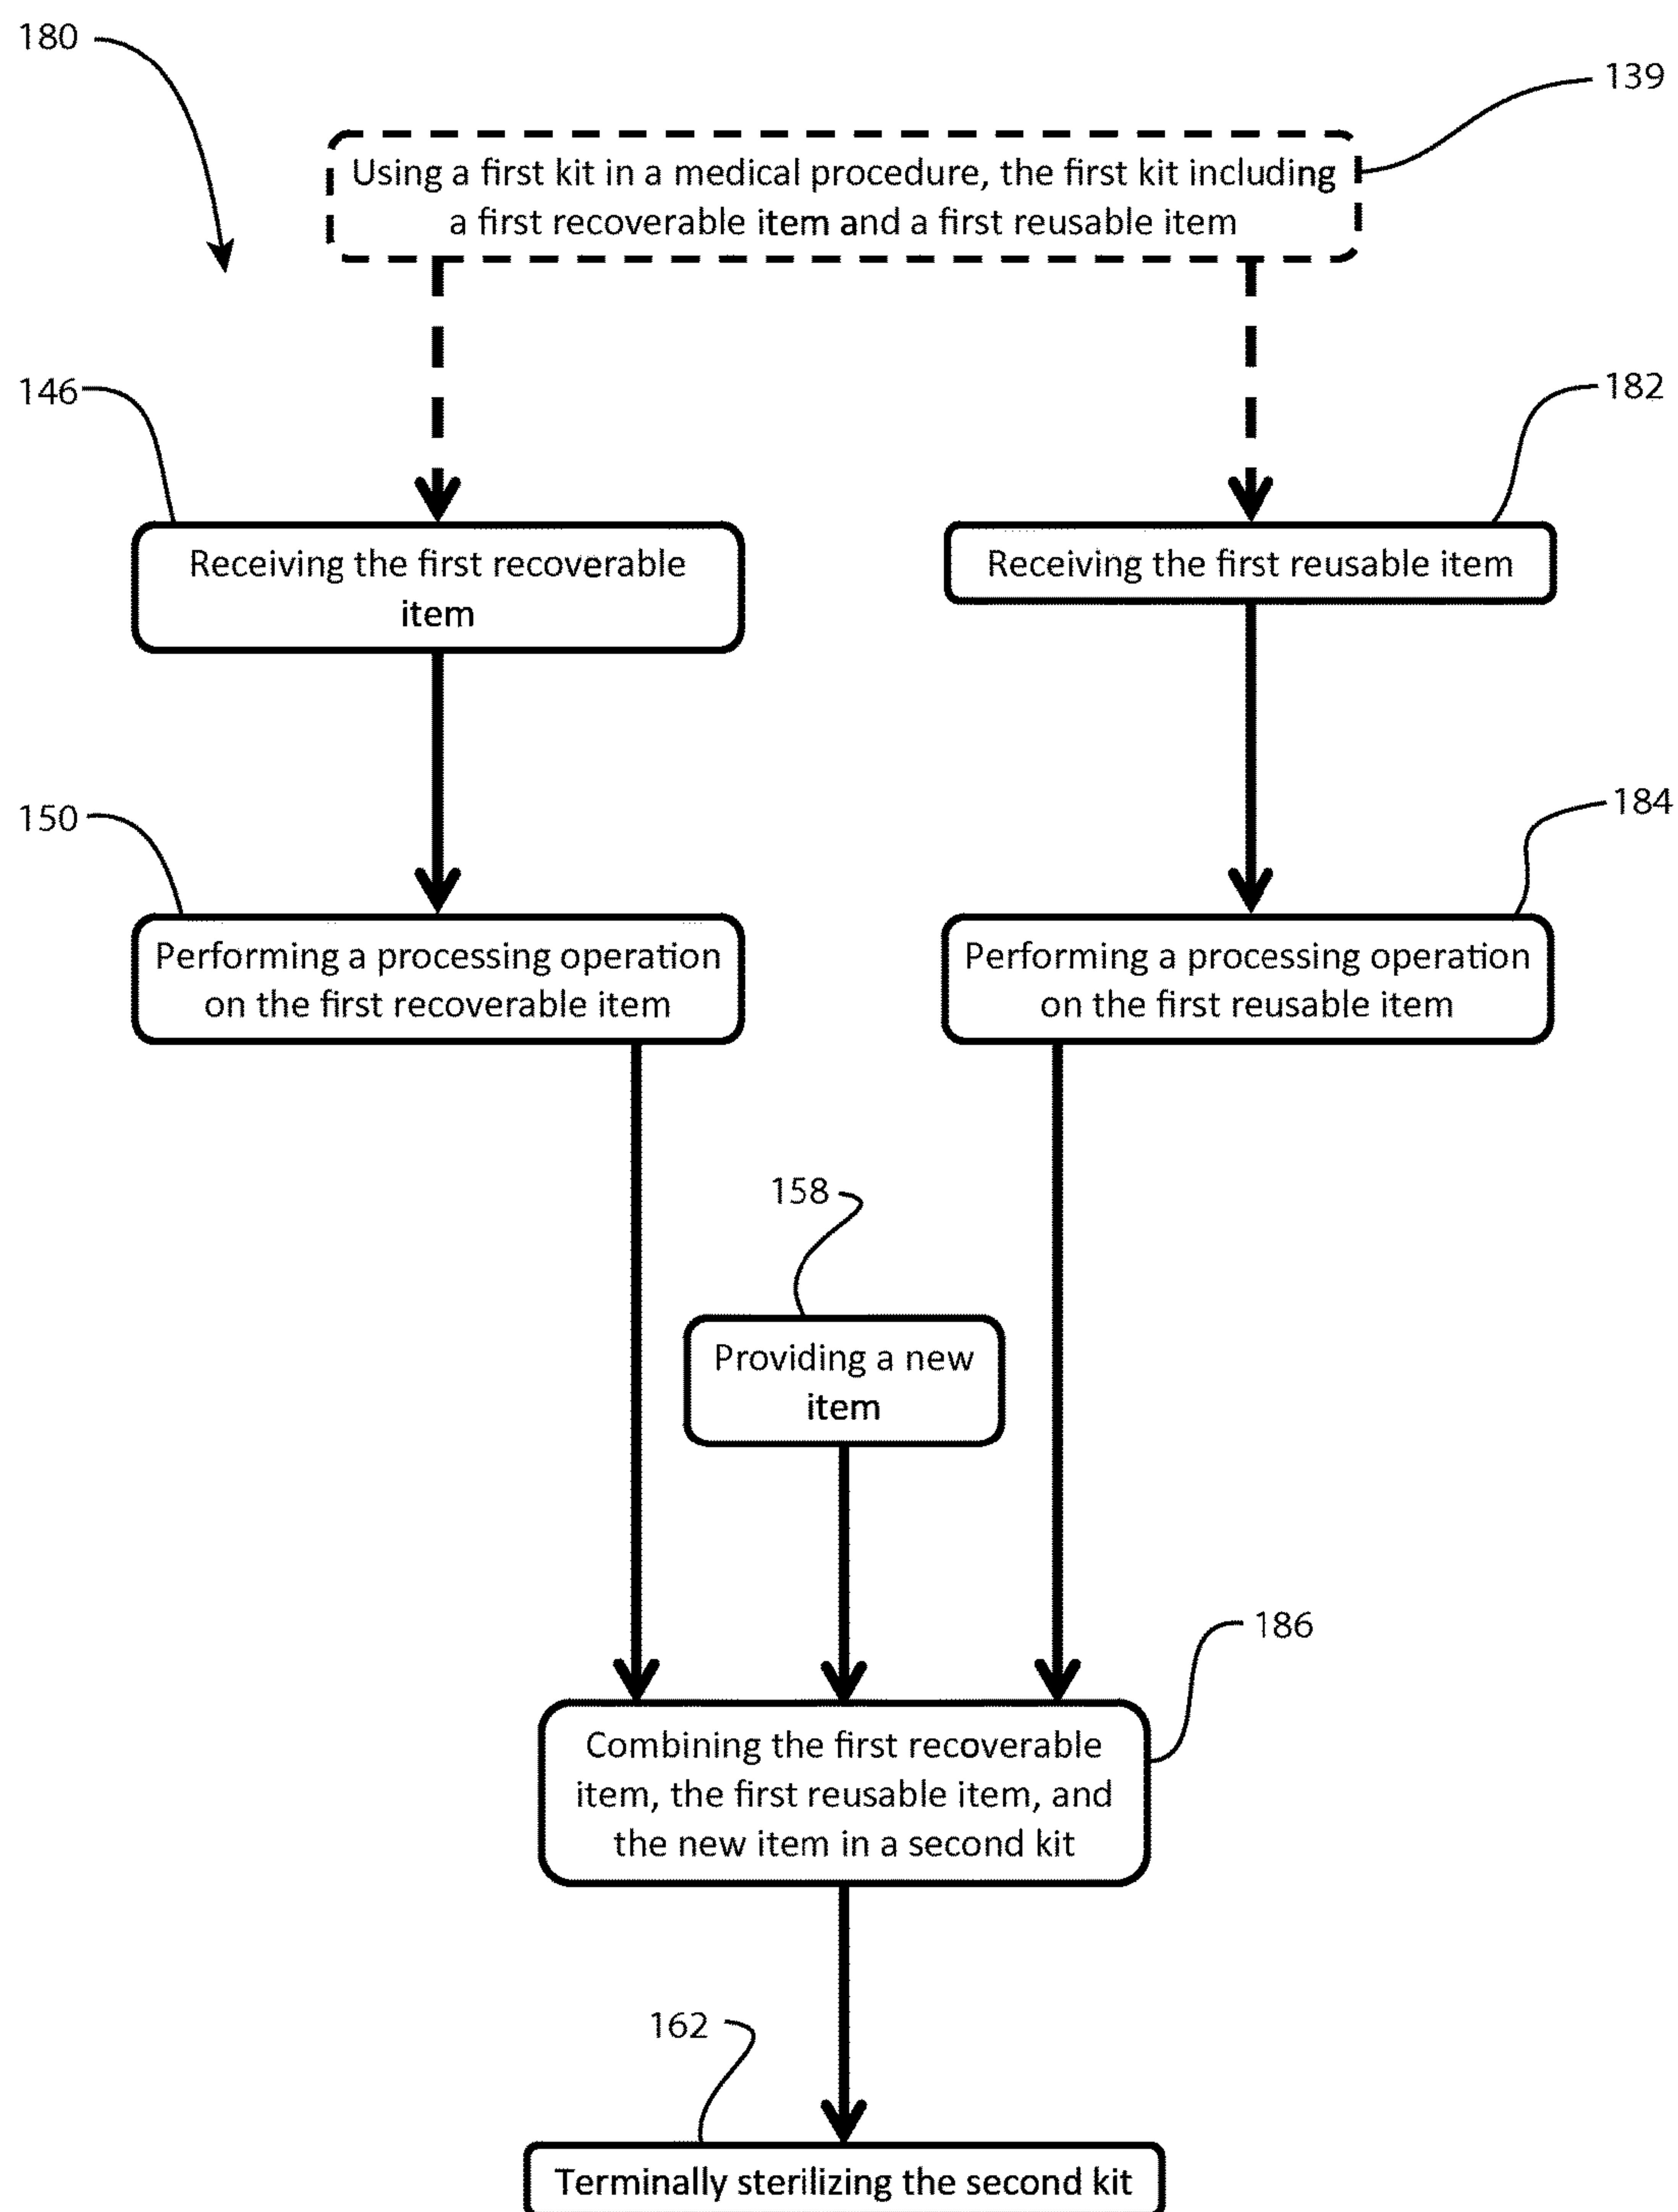 180
139
Using a first kit in a medical procedure, the first kit including
a first recoverable item and a first reusable item
146
182
Receiving the first recoverable
item
Receiving the first reusable item
150
184
Performing a processing operation
on the first recoverable item
Performing a processing operation
on the first reusable item
158
Providing a new
item
186
Combining the first recoverable
item, the first reusable item, and
the new item in a second kit
162
Terminally sterilizing the second kit